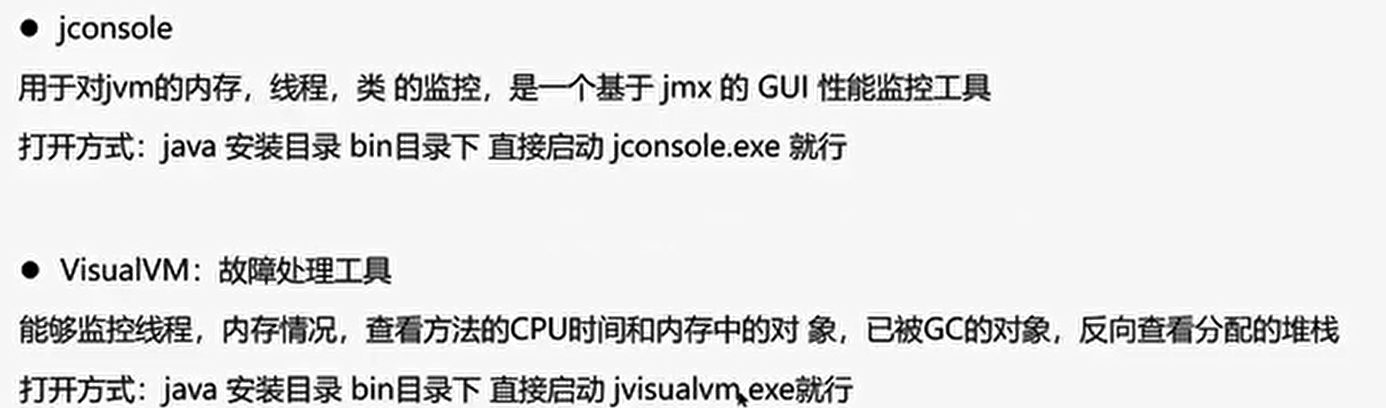 ● jconsole
用于对jvm的内存，线程，类 的监控，是一个基于 jmx 的 GUI 性能监控工具
打开方式：java 安装目录 bin目录下 直接启动 jconsole.exe 就行
● VisualVM：故障处理工具
能够监控线程，内存情况，查看方法的CPU时间和内存中的对 象，已被GC的对象，反向查看分配的堆栈
打开方式：java 安装目录 bin目录下 直接启动 jvisualvm.exe就行